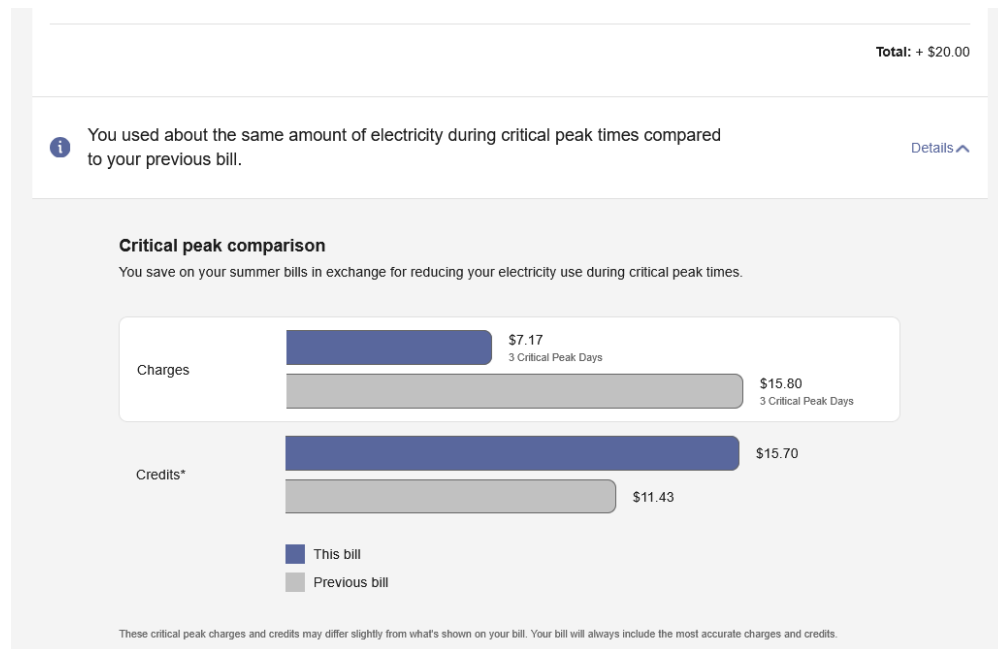 Total: + $20.00
You used about the same amount of electricity during critical peak times compared
to your previous bill.
Details
Critical peak comparison
You save on your summer bills in exchange for reducing your electricity use during critical peak times.
Charges
$7.17
3 Critical Peak Days
$15.80
3 Critical Peak Days
Credits*
$15.70
$11.43
This bill
Previous bill
These critical peak charges and credits may differ slightly from what's shown on your bill. Your bill will always include the most accurate charges and credits.